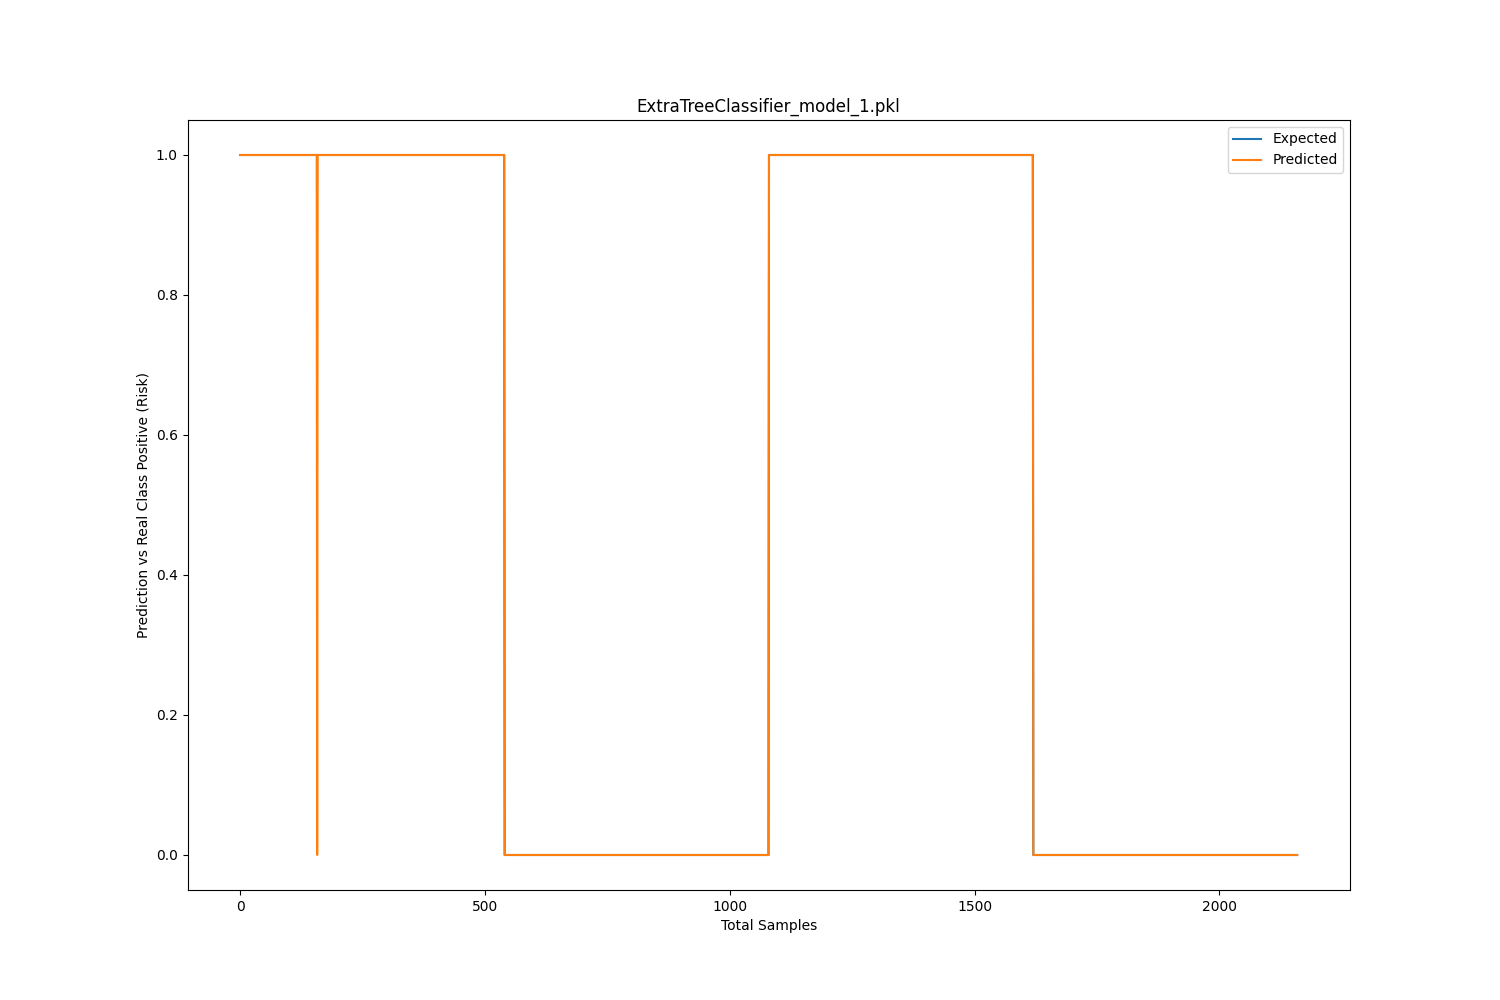 ExtraTreeClassifier_model_1.pkl
Expected
Predicted
1.0
0.8
0.6
0.4
0.2
0.0
Prediction vs Real Class Positive (Risk)
0 500 1000 1500 2000
Total Samples